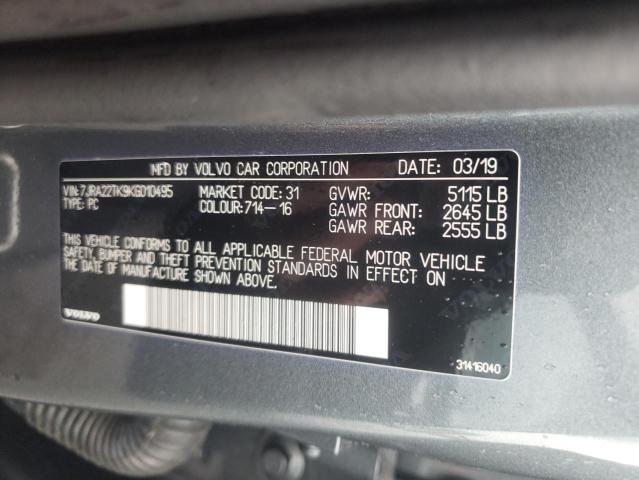 MFD BY VOLVO CAR CORPORATION DATE: 03/19
VIN:7JRA22TK9KG010495 MARKET CODE: 31 GVWR: 5115 LB
TYPE: PC COLOUR:714-16 GAWR FRONT: 2645 LB
GAWR REAR: 2555 LB
THIS VEHICLE CONFORMS TO ALL APPLICABLE FEDERAL MOTOR VEHICLE
SAFETY, BUMPER AND THEFT PREVENTION STANDARDS IN EFFECT ON
THE DATE OF MANUFACTURE SHOWN ABOVE.
VOLVO
31416040